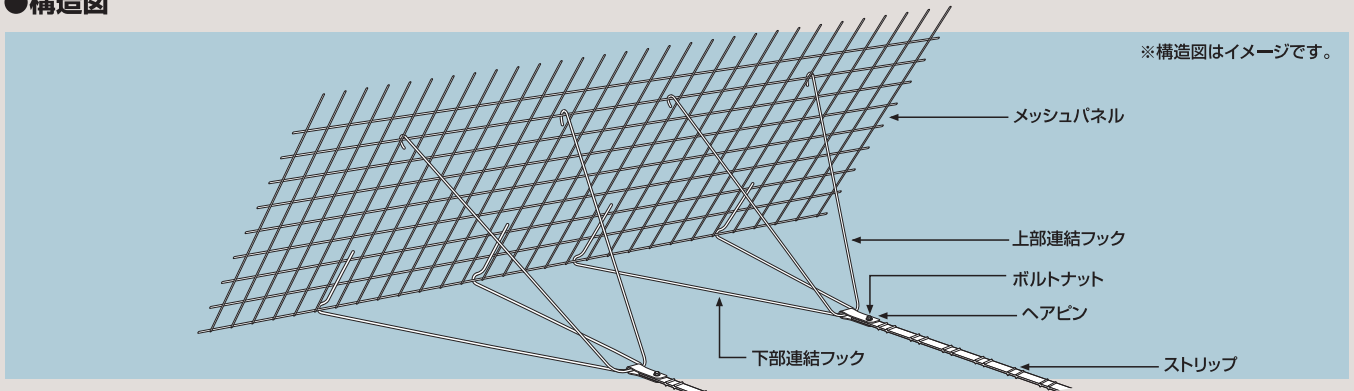 ●構造図
※構造図はイメージです。
メッシュパネル
上部連結フック
ボルトナット
ヘアピン
下部連結フック
ストリップ